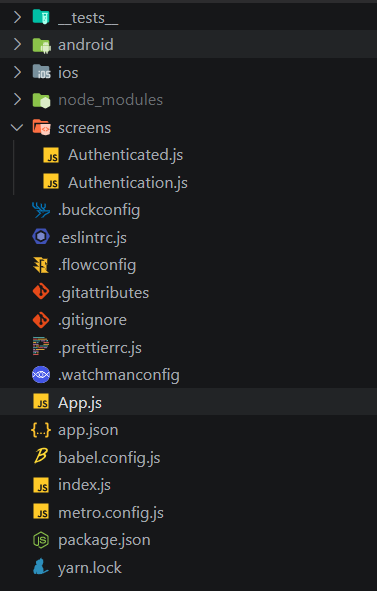 __tests__
android
ios
node_modules
screens
Authenticated.js
Authentication.js
.buckconfig
.eslintrc.js
.flowconfig
.gitattributes
.gitignore
.prettierrc.js
.watchmanconfig
App.js
app.json
babel.config.js
index.js
metro.config.js
package.json
yarn.lock